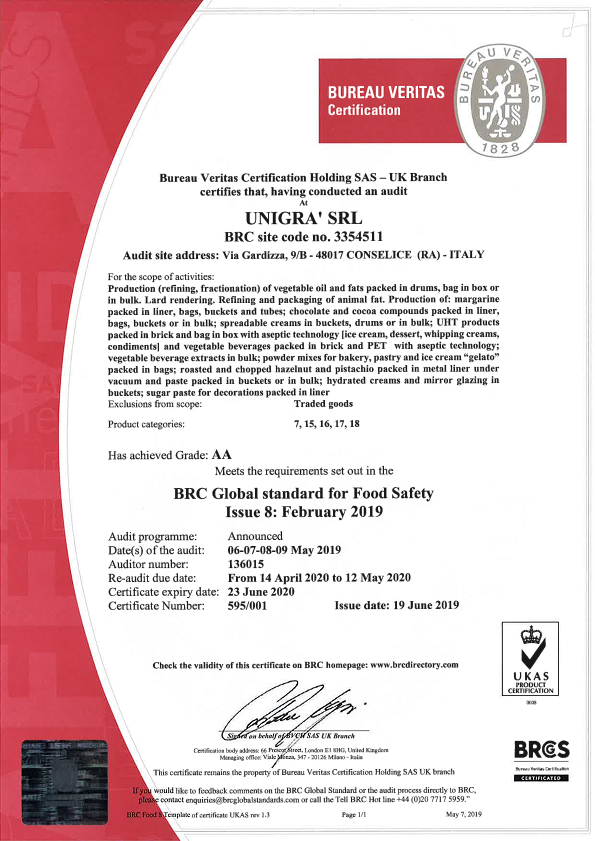 BUREAU VERITAS
Certification
BUREAU VERITAS
1828
Bureau Veritas Certification Holding SAS – UK Branch
certifies that, having conducted an audit
At
UNIGRA' SRL
BRC site code no. 3354511
Audit site address: Via Gardizza, 9/B - 48017 CONSELICE (RA) - ITALY
For the scope of activities:
Production (refining, fractionation) of vegetable oil and fats packed in drums, bag in box or
in bulk. Lard rendering. Refining and packaging of animal fat. Production of: margarine
packed in liner, bags, buckets and tubes; chocolate and cocoa compounds packed in liner,
bags, buckets or in bulk; spreadable creams in buckets, drums or in bulk; UHT products
packed in brick and bag in box with aseptic technology [ice cream, dessert, whipping creams,
condiments] and vegetable beverages packed in brick and PET with aseptic technology;
vegetable beverage extracts in bulk; powder mixes for bakery, pastry and ice cream “gelato”
packed in bags; roasted and chopped hazelnut and pistachio packed in metal liner under
vacuum and paste packed in buckets or in bulk; hydrated creams and mirror glazing in
buckets; sugar paste for decorations packed in liner
Exclusions from scope: Traded goods
Product categories: 7, 15, 16, 17, 18
Has achieved Grade: AA
Meets the requirements set out in the
BRC Global standard for Food Safety
Issue 8: February 2019
Audit programme: Announced
Date(s) of the audit: 06-07-08-09 May 2019
Auditor number: 136015
Re-audit due date: From 14 April 2020 to 12 May 2020
Certificate expiry date: 23 June 2020
Certificate Number: 595/001 Issue date: 19 June 2019
Check the validity of this certificate on BRC homepage: www.brcdirectory.com
UKAS
PRODUCT
CERTIFICATION
0008
Signed on behalf of BVCH SAS UK Branch
Certification body address: 66 Prescot Street, London E1 8HG, United Kingdom
Managing office: Viale Monza, 347 - 20126 Milano - Italia
BRCGS
Bureau Veritas Certification
CERTIFICATED
This certificate remains the property of Bureau Veritas Certification Holding SAS UK branch
If you would like to feedback comments on the BRC Global Standard or the audit process directly to BRC,
please contact enquiries@brcglobalstandards.com or call the Tell BRC Hot line +44 (0)20 7717 5959.”
BRC Food 8 Template of certificate UKAS rev 1.3 Page 1/1 May 7, 2019